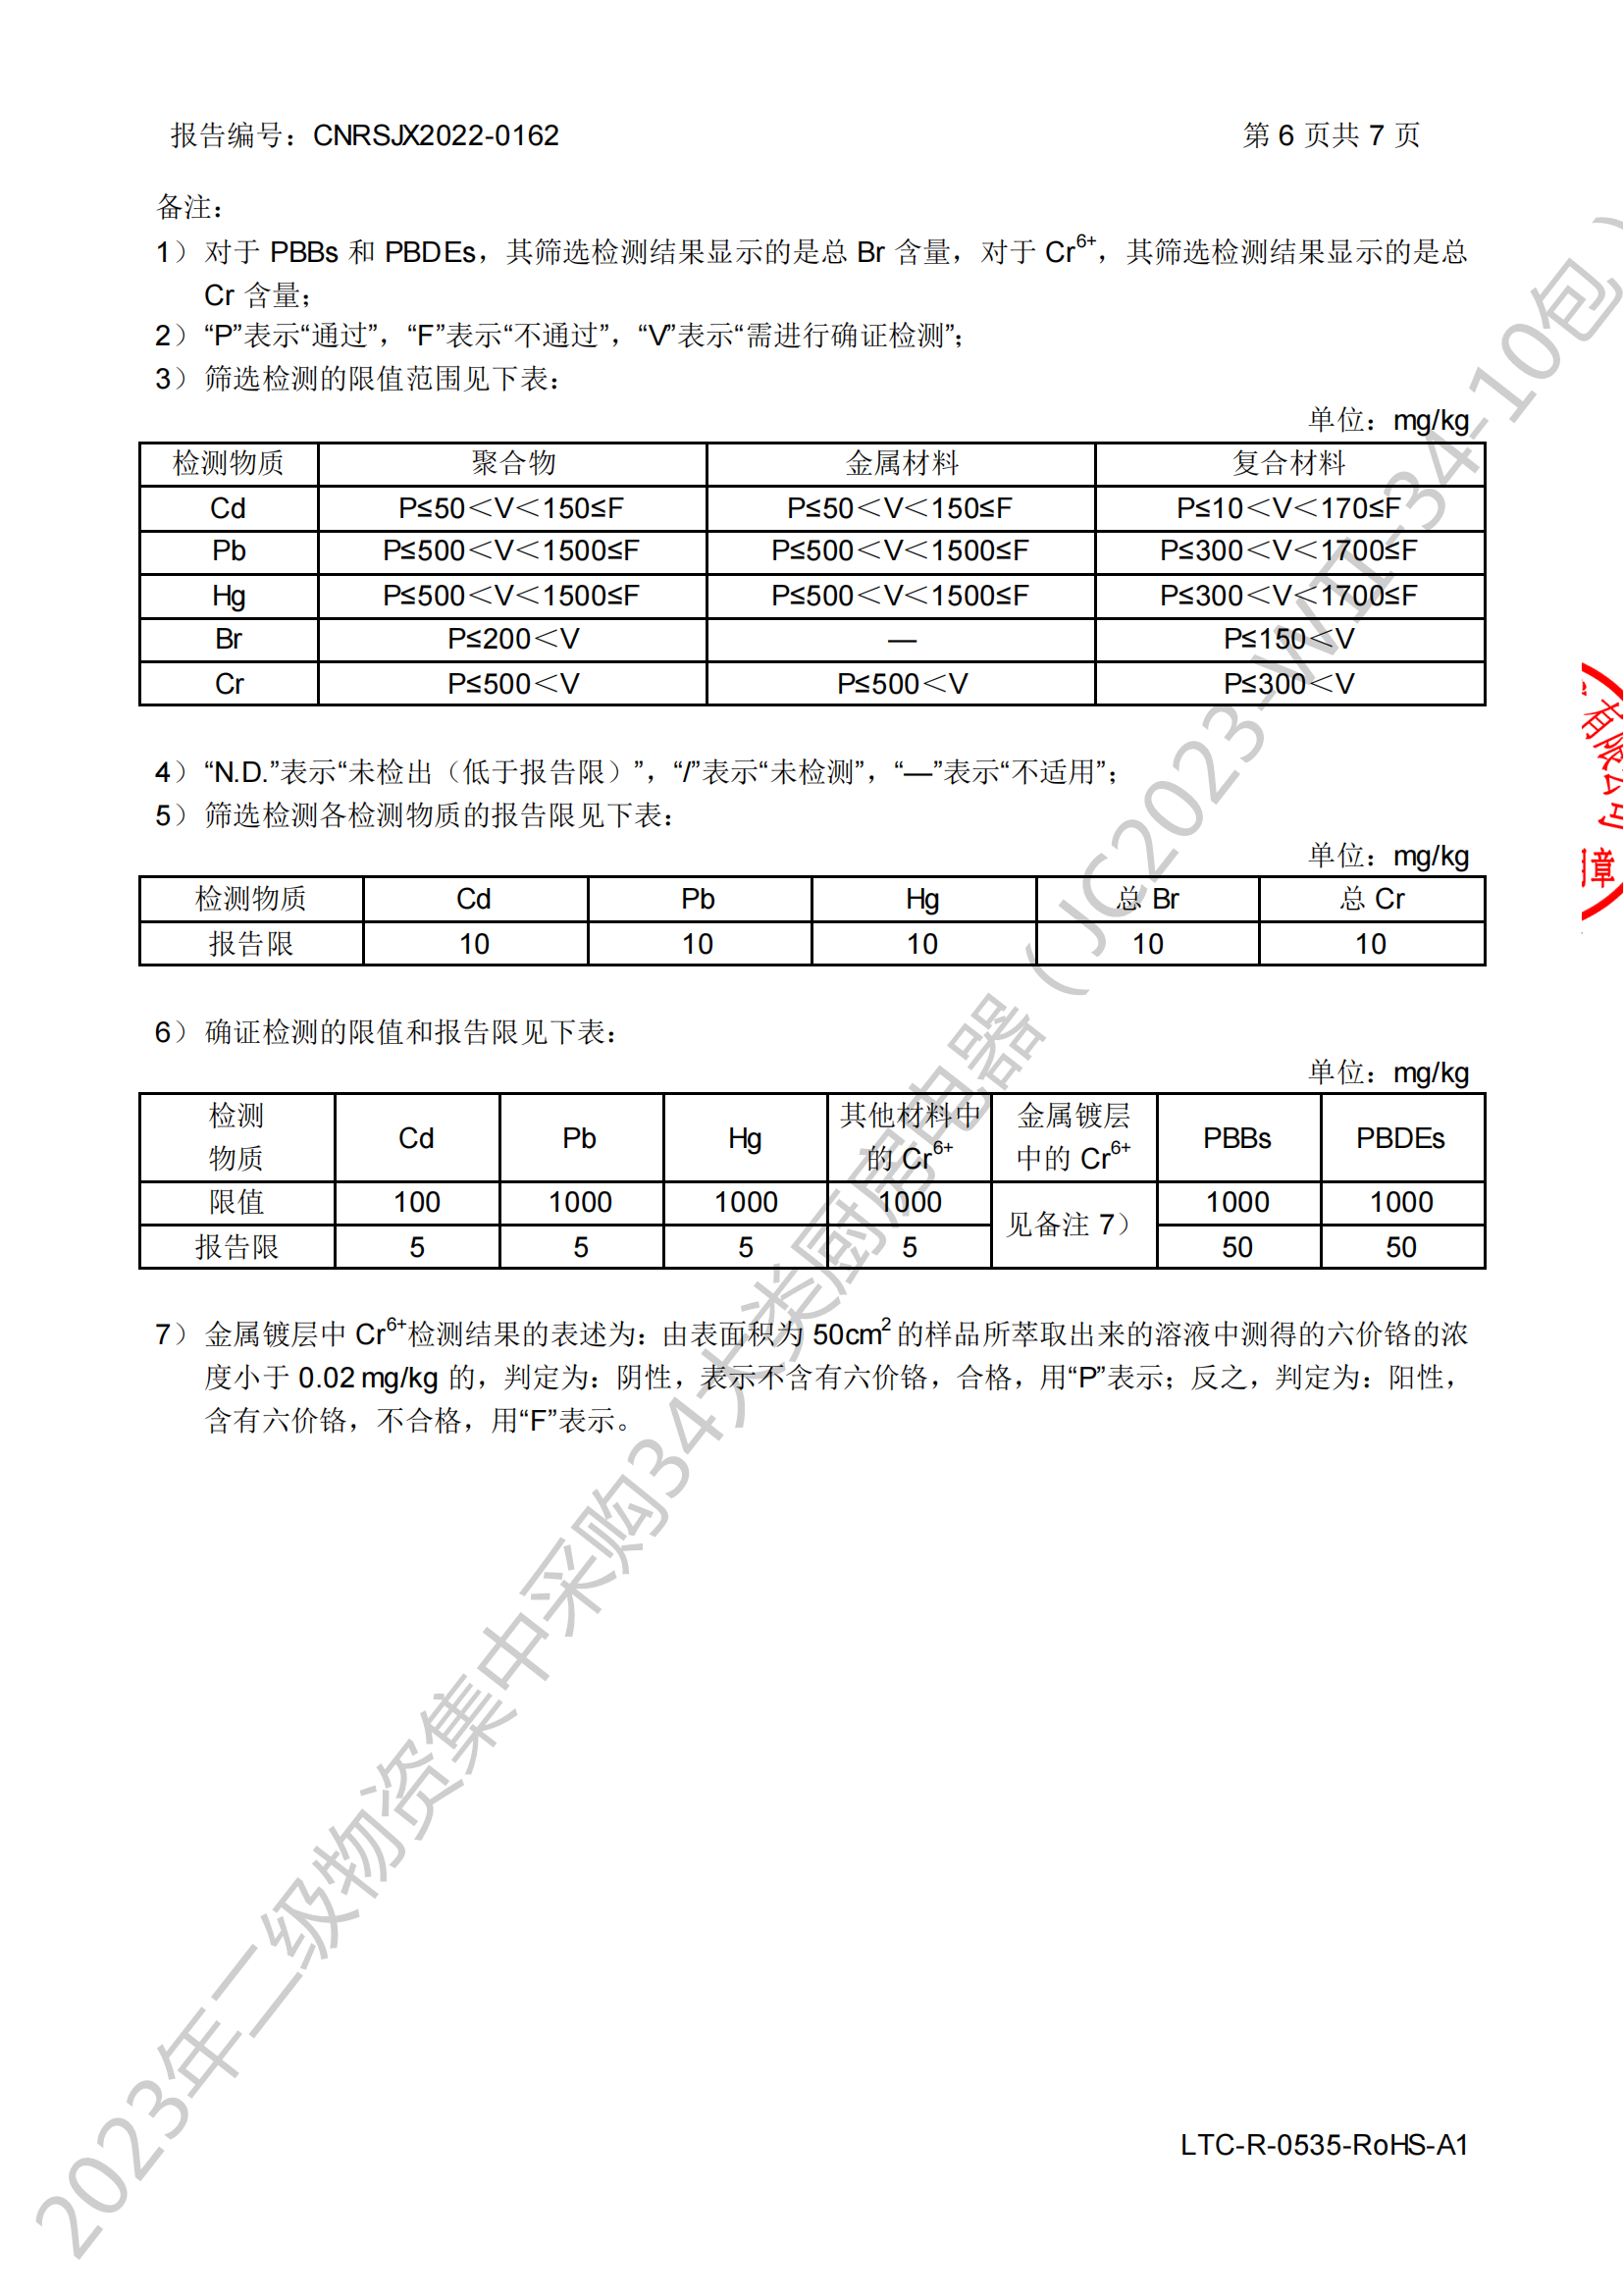 报告编号：CNRSJX2022-0162 第 6 页共 7 页
备注：
1） 对于 PBBs 和 PBDEs，其筛选检测结果显示的是总 Br 含量，对于 Cr6+，其筛选检测结果显示的是总
Cr 含量；
2） “P”表示“通过”，“F”表示“不通过”，“V”表示“需进行确证检测”；
3） 筛选检测的限值范围见下表：
单位：mg/kg
检测物质 聚合物 金属材料 复合材料
Cd P≤50＜V＜150≤F P≤50＜V＜150≤F P≤10＜V＜170≤F
Pb P≤500＜V＜1500≤F P≤500＜V＜1500≤F P≤300＜V＜1700≤F
Hg P≤500＜V＜1500≤F P≤500＜V＜1500≤F P≤300＜V＜1700≤F
Br P≤200＜V — P≤150＜V
Cr P≤500＜V P≤500＜V P≤300＜V
4） “N.D.”表示“未检出（低于报告限）”，“/”表示“未检测”，“—”表示“不适用”；
5） 筛选检测各检测物质的报告限见下表：
单位：mg/kg
检测物质 Cd Pb Hg 总 Br 总 Cr
报告限 10 10 10 10 10
6） 确证检测的限值和报告限见下表：
单位：mg/kg
检测 其他材料中 金属镀层
物质 Cd Pb Hg 的 Cr6+ 中的 Cr6+ PBBs PBDEs
限值 100 1000 1000 1000 见备注 7） 1000 1000
报告限 5 5 5 5 50 50
7） 金属镀层中 Cr6+检测结果的表述为：由表面积为 50cm2 的样品所萃取出来的溶液中测得的六价铬的浓
度小于 0.02 mg/kg 的，判定为：阴性，表示不含有六价铬，合格，用“P”表示；反之，判定为：阳性，
含有六价铬，不合格，用“F”表示。
LTC-R-0535-RoHS-A1
2023年二级物资集中采购34大类厨房电器（JC2023-WII-34-10包）
有限公司
章